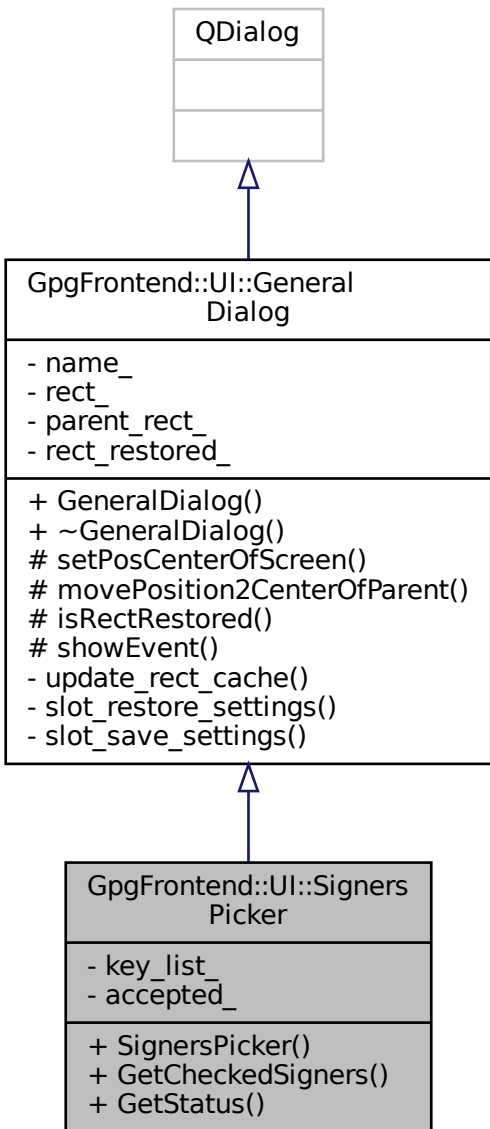 QDialog
GpgFrontend::UI::General
Dialog
- name_
- rect_
- parent_rect_
- rect_restored_
+ GeneralDialog()
+ ~GeneralDialog()
# setPosCenterOfScreen()
# movePosition2CenterOfParent()
# isRectRestored()
# showEvent()
- update_rect_cache()
- slot_restore_settings()
- slot_save_settings()
GpgFrontend::UI::Signers
Picker
- key_list_
- accepted_
+ SignersPicker()
+ GetCheckedSigners()
+ GetStatus()